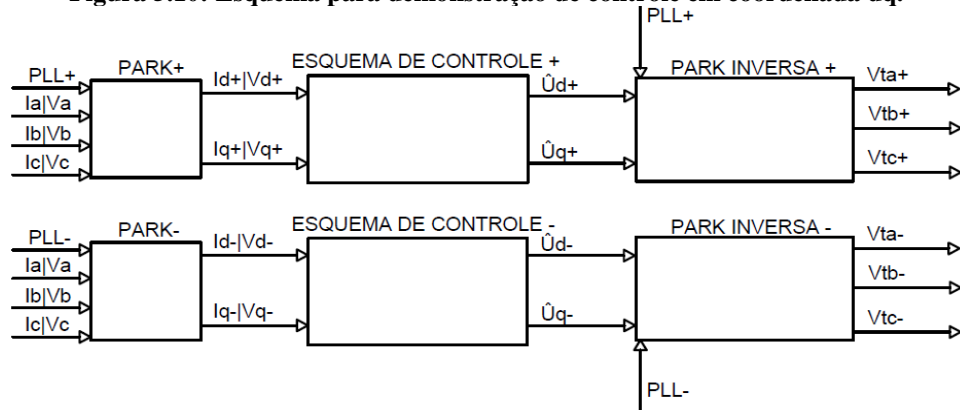 Figura 3.10: Esquema para demonstração de controle em coordenada dq.
PLL+
PARK+
ESQUEMA DE CONTROLE +
PARK INVERSA +
PLL+
Ia|Va
Ib|Vb
Ic|Vc
Id+|Vd+
Iq+|Vq+
Ûd+
Ûq+
Vta+
Vtb+
Vtc+
PARK-
ESQUEMA DE CONTROLE -
PARK INVERSA -
PLL-
Ia|Va
Ib|Vb
Ic|Vc
Id-|Vd-
Iq-|Vq-
Ûd-
Ûq-
Vta-
Vtb-
Vtc-
PLL-